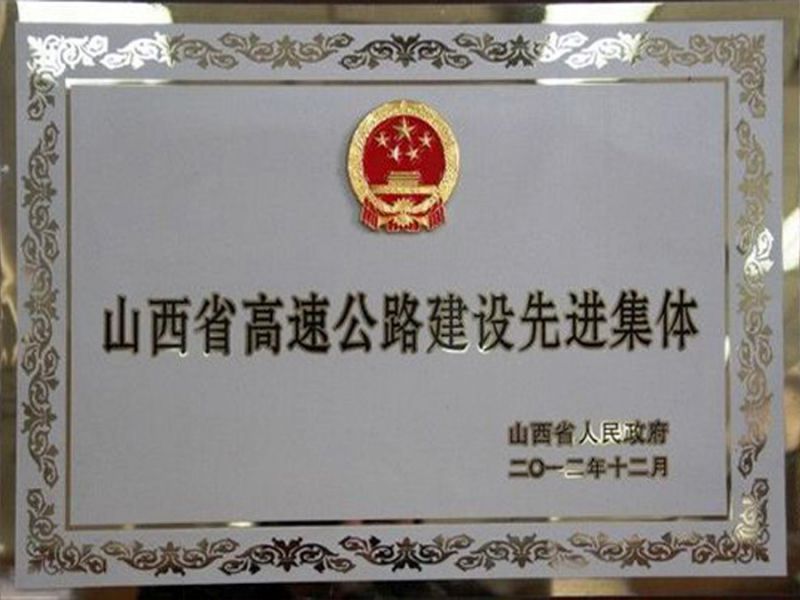 山西省高速公路建设先进集体
山西省人民政府
二〇一二年十二月